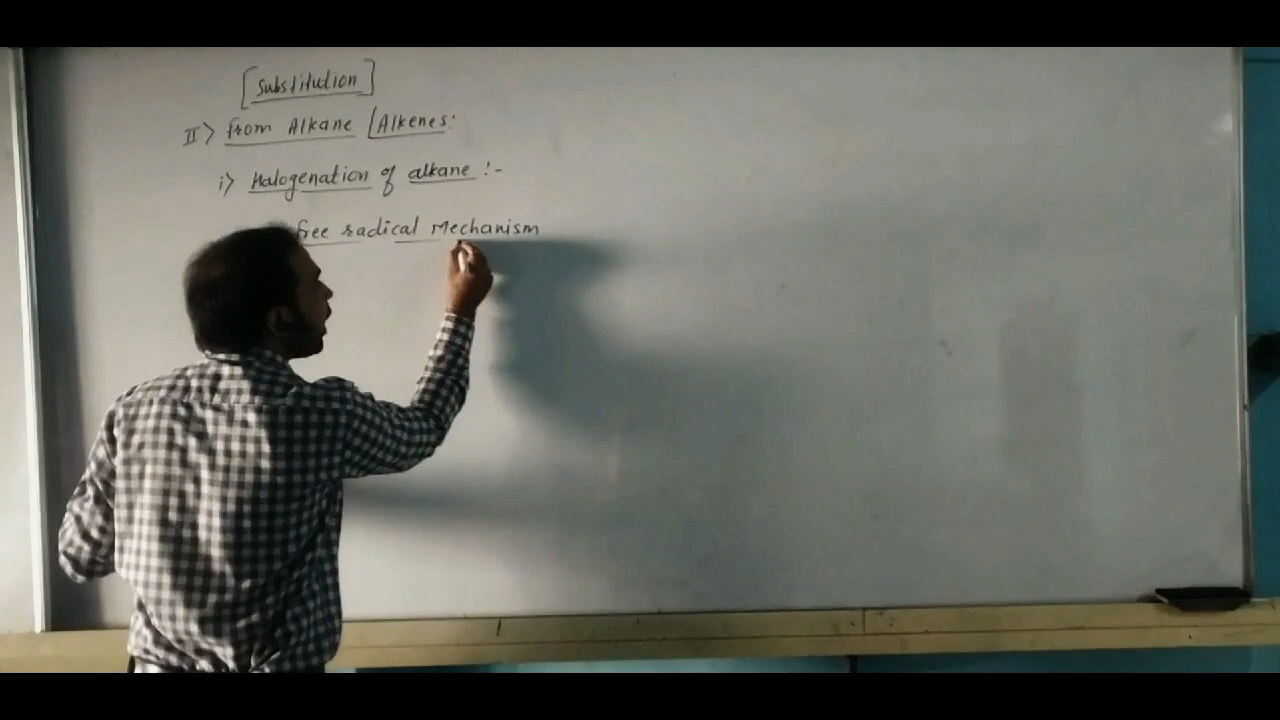 [Substitution]
II> from Alkane / Alkenes:
i> Halogenation of alkane :-
free radical Mechanism